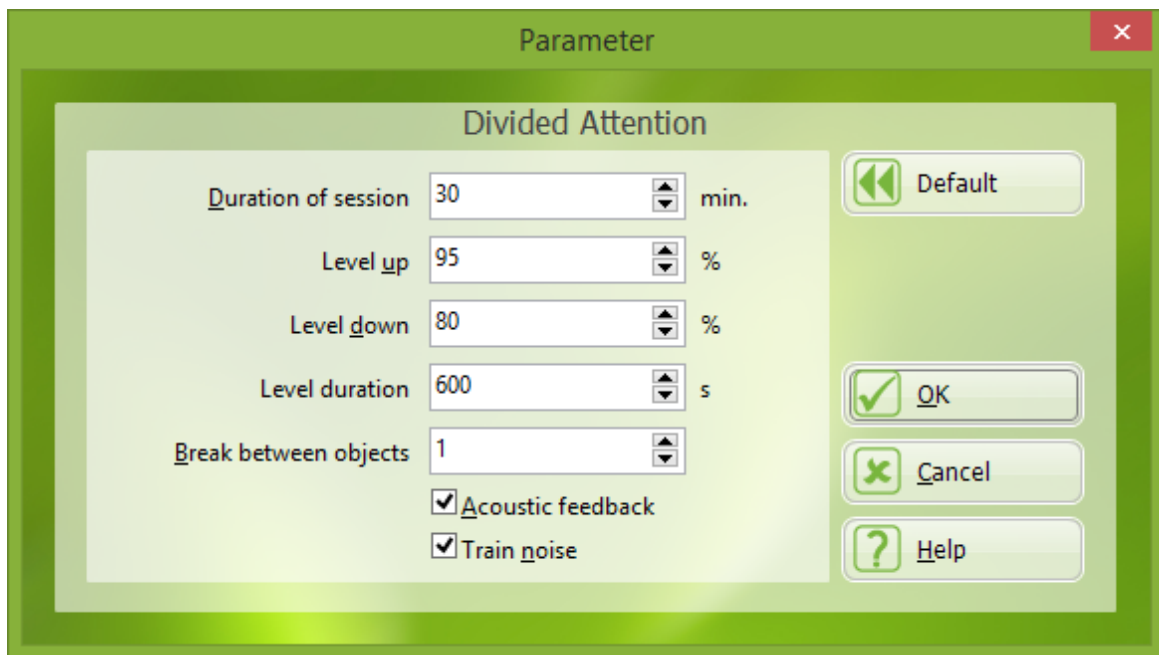 Parameter
Divided Attention
Duration of session 30 min.
Default
Level up 95 %
Level down 80 %
Level duration 600 s
OK
Break between objects 1
Cancel
Acoustic feedback
Train noise
Help